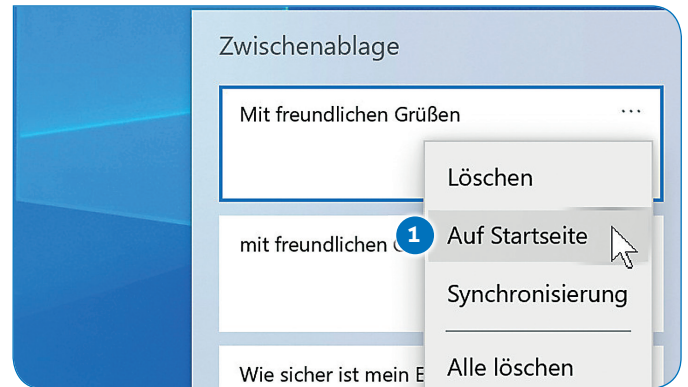 Zwischenablage
Mit freundlichen Grüßen ...
Löschen
mit freundlichen
1 Auf Startseite
Synchronisierung
Wie sicher ist mein
Alle löschen